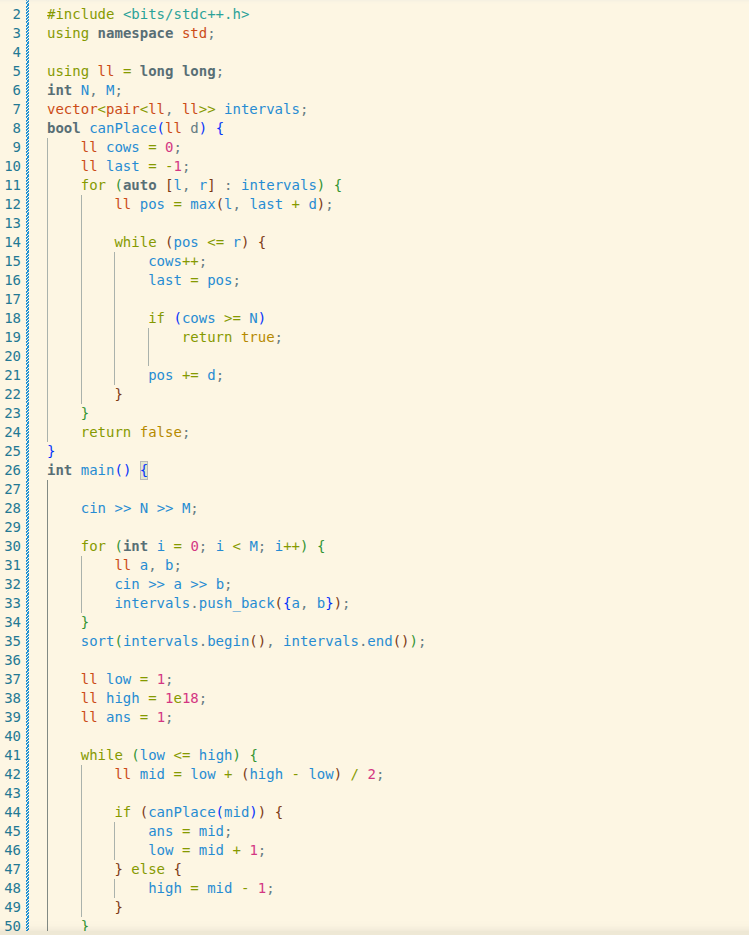 2 #include <bits/stdc++.h>
3 using namespace std;
4
5 using ll = long long;
6 int N, M;
7 vector<pair<ll, ll>> intervals;
8 bool canPlace(ll d) {
9     ll cows = 0;
10     ll last = -1;
11     for (auto [l, r] : intervals) {
12         ll pos = max(l, last + d);
13
14         while (pos <= r) {
15             cows++;
16             last = pos;
17
18             if (cows >= N)
19                 return true;
20
21             pos += d;
22         }
23     }
24     return false;
25 }
26 int main() {
27
28     cin >> N >> M;
29
30     for (int i = 0; i < M; i++) {
31         ll a, b;
32         cin >> a >> b;
33         intervals.push_back({a, b});
34     }
35     sort(intervals.begin(), intervals.end());
36
37     ll low = 1;
38     ll high = 1e18;
39     ll ans = 1;
40
41     while (low <= high) {
42         ll mid = low + (high - low) / 2;
43
44         if (canPlace(mid)) {
45             ans = mid;
46             low = mid + 1;
47         } else {
48             high = mid - 1;
49         }
50     }